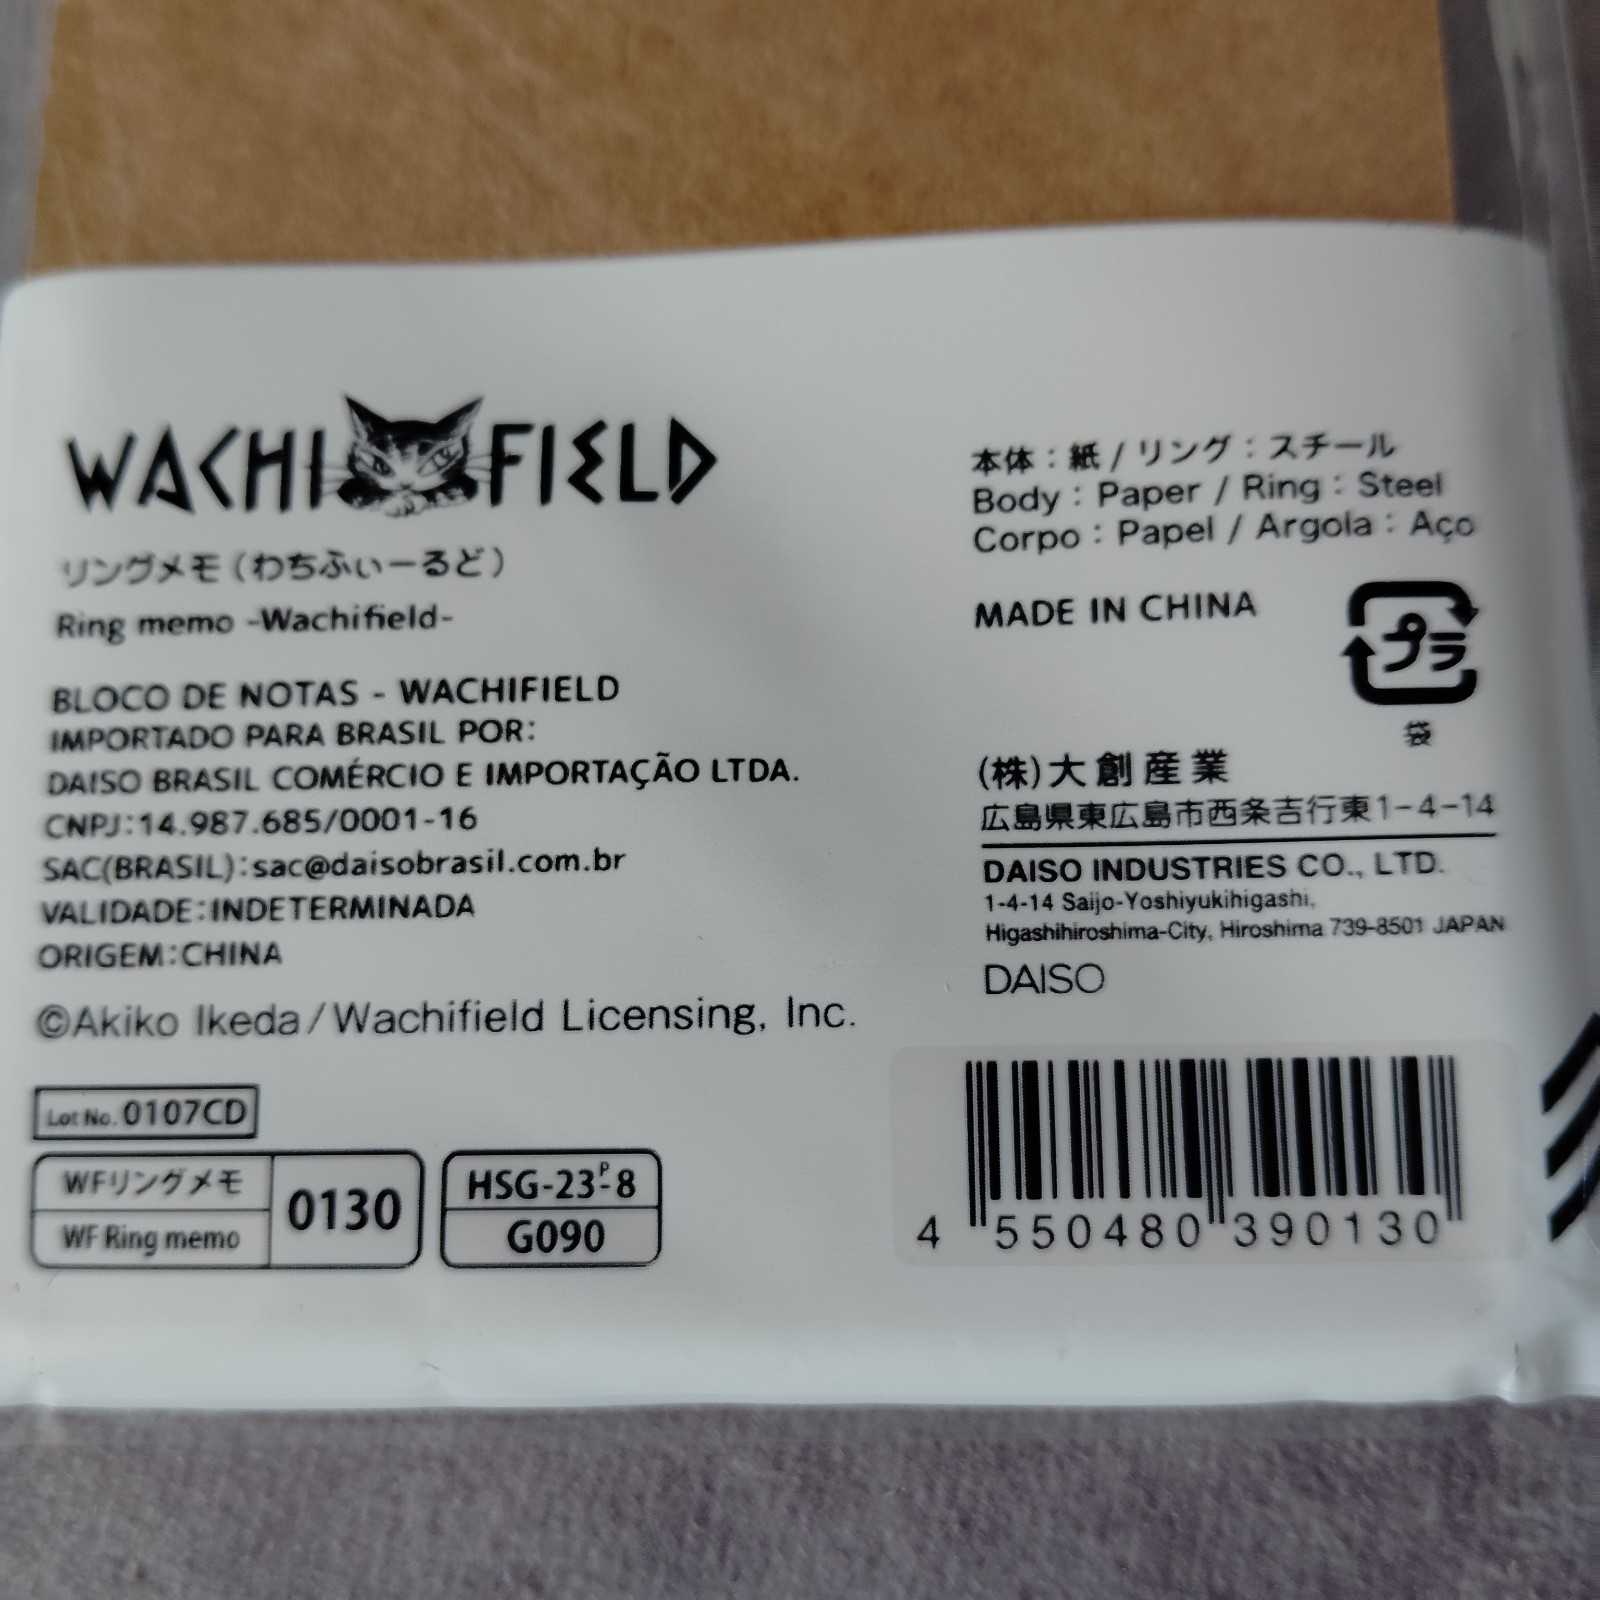 WACHIFIELD
リングメモ(わちふぃーるど)
Ring memo -Wachifield-
BLOCO DE NOTAS - WACHIFIELD
IMPORTADO PARA BRASIL POR:
DAISO BRASIL COMÉRCIO E IMPORTAÇÃO LTDA.
CNPJ:14.987.685/0001-16
SAC(BRASIL):sac@daisobrasil.com.br
VALIDADE:INDETERMINADA
ORIGEM:CHINA
©Akiko Ikeda/Wachifield Licensing, Inc.
Lot No. 0107CD
WFリングメモ
WF Ring memo
0130
HSG-23-P-8
G090
本体:紙/リング:スチール
Body:Paper / Ring:Steel
Corpo:Papel / Argola:Aço
MADE IN CHINA
プラ
袋
(株)大創産業
広島県東広島市西条吉行東1-4-14
DAISO INDUSTRIES CO., LTD.
1-4-14 Saijo-Yoshiyukihigashi,
Higashihiroshima-City, Hiroshima 739-8501 JAPAN
DAISO
4 550480 390130